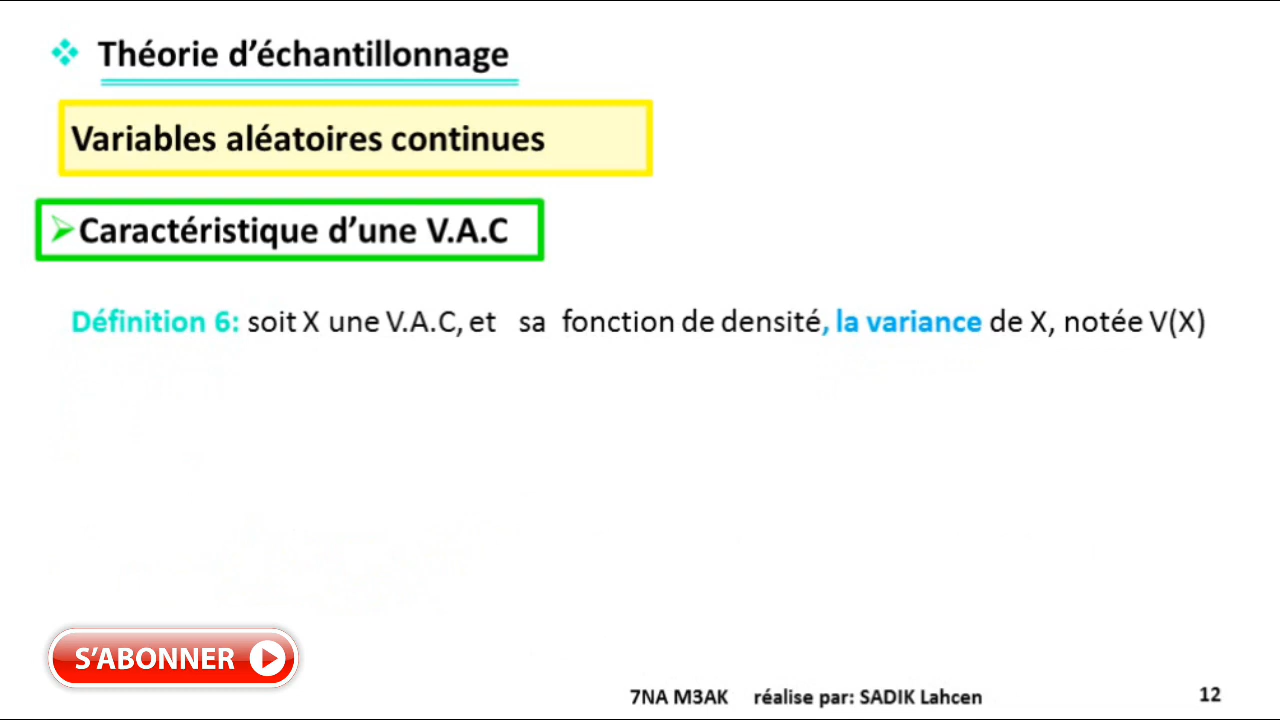 Théorie d’échantillonnage
Variables aléatoires continues
Caractéristique d’une V.A.C
Définition 6: soit X une V.A.C, et sa fonction de densité, la variance de X, notée V(X)
S’ABONNER
7NA M3AK réalise par: SADIK Lahcen 12